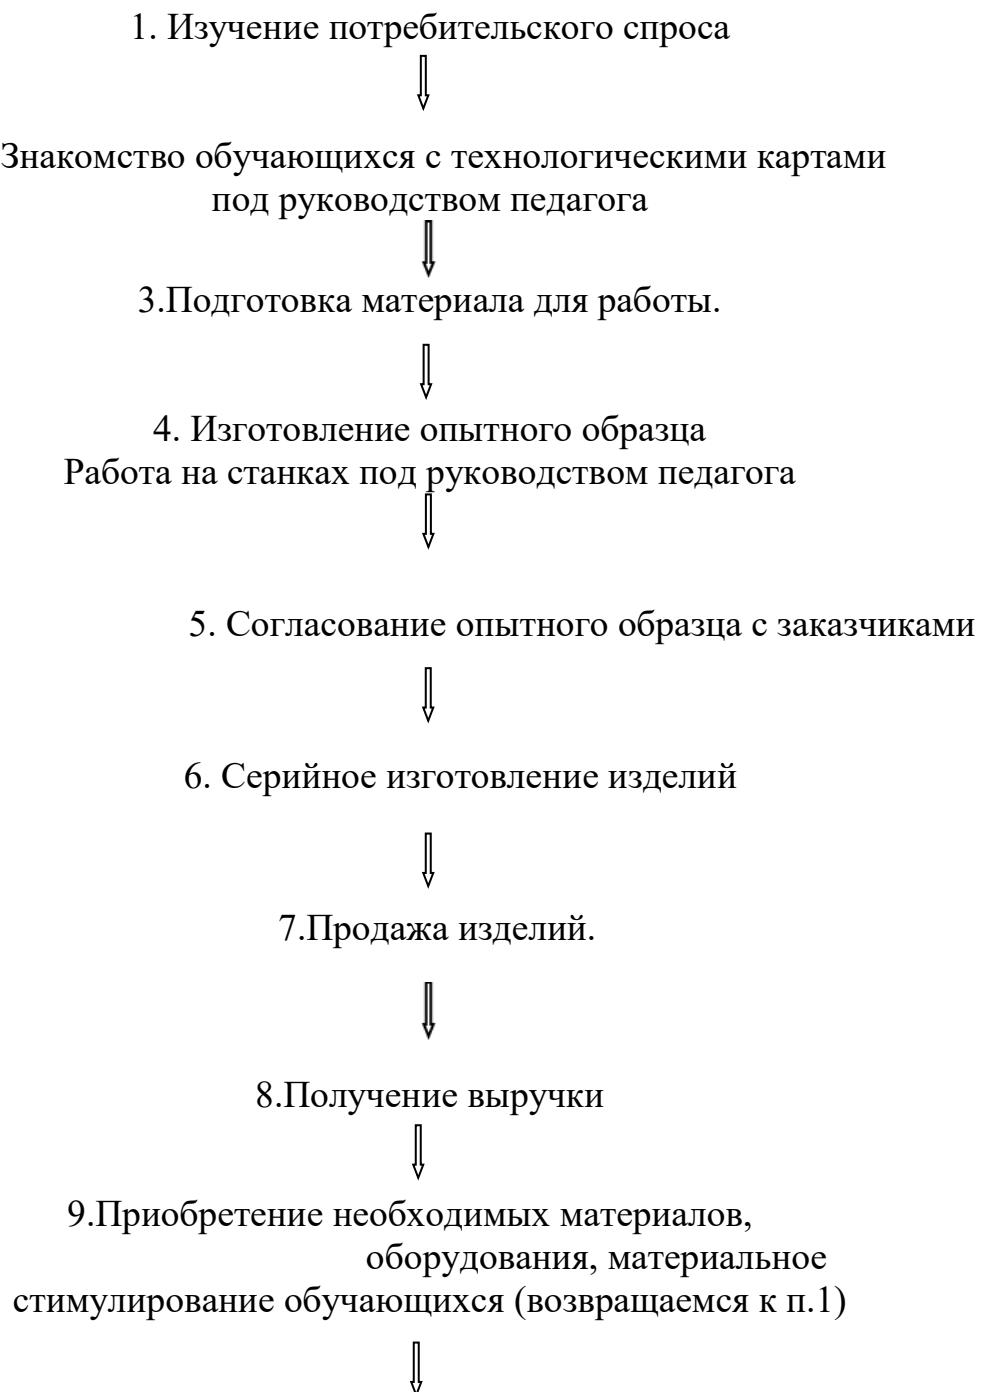 1. Изучение потребительского спроса
Знакомство обучающихся с технологическими картами
под руководством педагога
3.Подготовка материала для работы.
4. Изготовление опытного образца
Работа на станках под руководством педагога
5. Согласование опытного образца с заказчиками
6. Серийное изготовление изделий
7.Продажа изделий.
8.Получение выручки
9.Приобретение необходимых материалов,
оборудования, материальное
стимулирование обучающихся (возвращаемся к п.1)